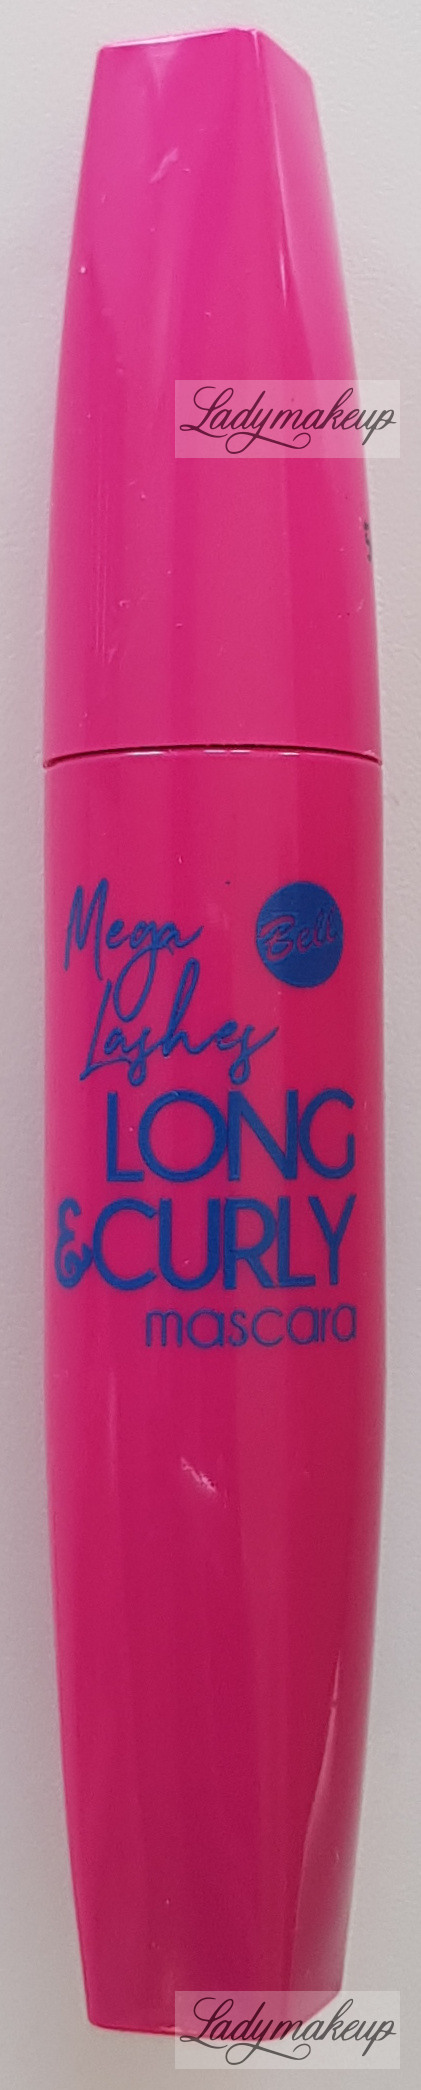 Ladymakeup
Mega
Bell
Lashes
LONG
&CURLY
mascara
Ladymakeup